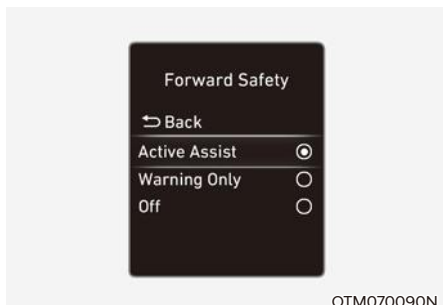 Forward Safety
Back
Active Assist
Warning Only
Off
OTM070090N